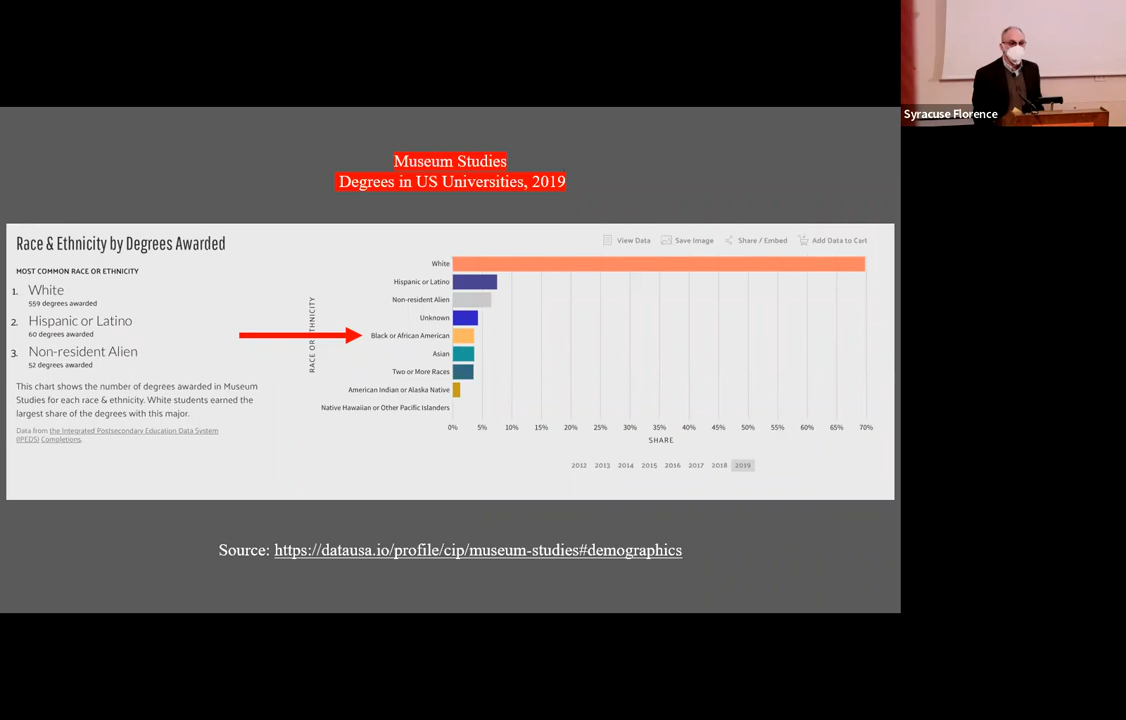 Syracuse Florence
Museum Studies
Degrees in US Universities, 2019
Race & Ethnicity by Degrees Awarded
View Data
Save Image
Share / Embed
Add Data to Cart
MOST COMMON RACE OR ETHNICITY
1. White
559 degrees awarded
2. Hispanic or Latino
60 degrees awarded
3. Non-resident Alien
52 degrees awarded
This chart shows the number of degrees awarded in Museum
Studies for each race & ethnicity. White students earned the
largest share of the degrees with this major.
Data from the Integrated Postsecondary Education Data System
(IPEDS) Completions.
RACE OR ETHNICITY
White
Hispanic or Latino
Non-resident Alien
Unknown
Black or African American
Asian
Two or More Races
American Indian or Alaska Native
Native Hawaiian or Other Pacific Islanders
0% 5% 10% 15% 20% 25% 30% 35% 40% 45% 50% 55% 60% 65% 70%
SHARE
2012 2013 2014 2015 2016 2017 2018 2019
Source: https://datausa.io/profile/cip/museum-studies#demographics